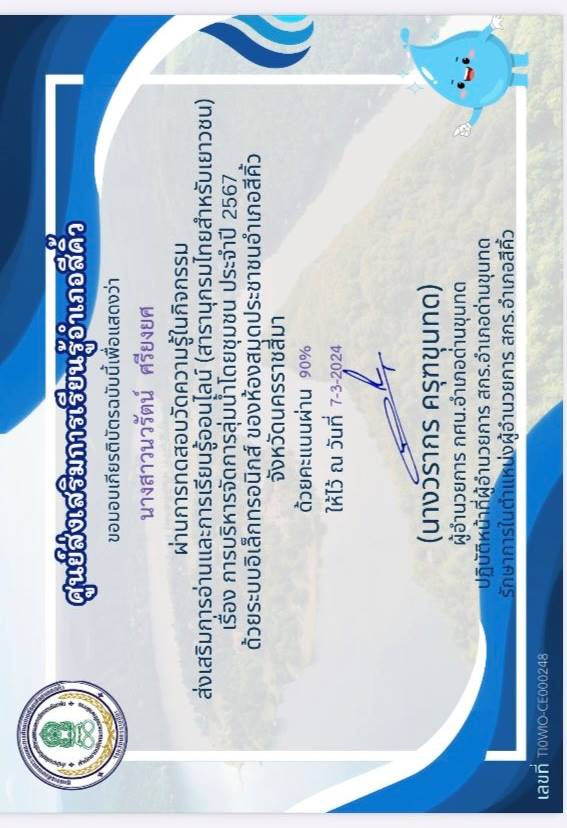 ศูนย์ส่งเสริมการเรียนรู้อำเภอสีคิ้ว
ขอมอบเกียรติบัตรฉบับนี้เพื่อแสดงว่า
นางสาวนวรัตน์ ศรียงยศ
ผ่านการทดสอบวัดความรู้ในกิจกรรม
ส่งเสริมการอ่านและการเรียนรู้ออนไลน์ (สารานุกรมไทยสำหรับเยาวชน)
เรื่อง การบริหารจัดการลุ่มน้ำโดยชุมชน ประจำปี 2567
ด้วยระบบอิเล็กทรอนิกส์ ของห้องสมุดประชาชนอำเภอสีคิ้ว
จังหวัดนครราชสีมา
ด้วยคะแนนผ่าน 90%
ให้ไว้ ณ วันที่ 7-3-2024
(นางวรากร ครุฑขุนทด)
ผู้อำนวยการ กศน.อำเภอด่านขุนทด
ปฏิบัติหน้าที่ผู้อำนวยการ สกร.อำเภอด่านขุนทด
รักษาการในตำแหน่งผู้อำนวยการ สกร.อำเภอสีคิ้ว
เลขที่ TI0WIO-CE000248